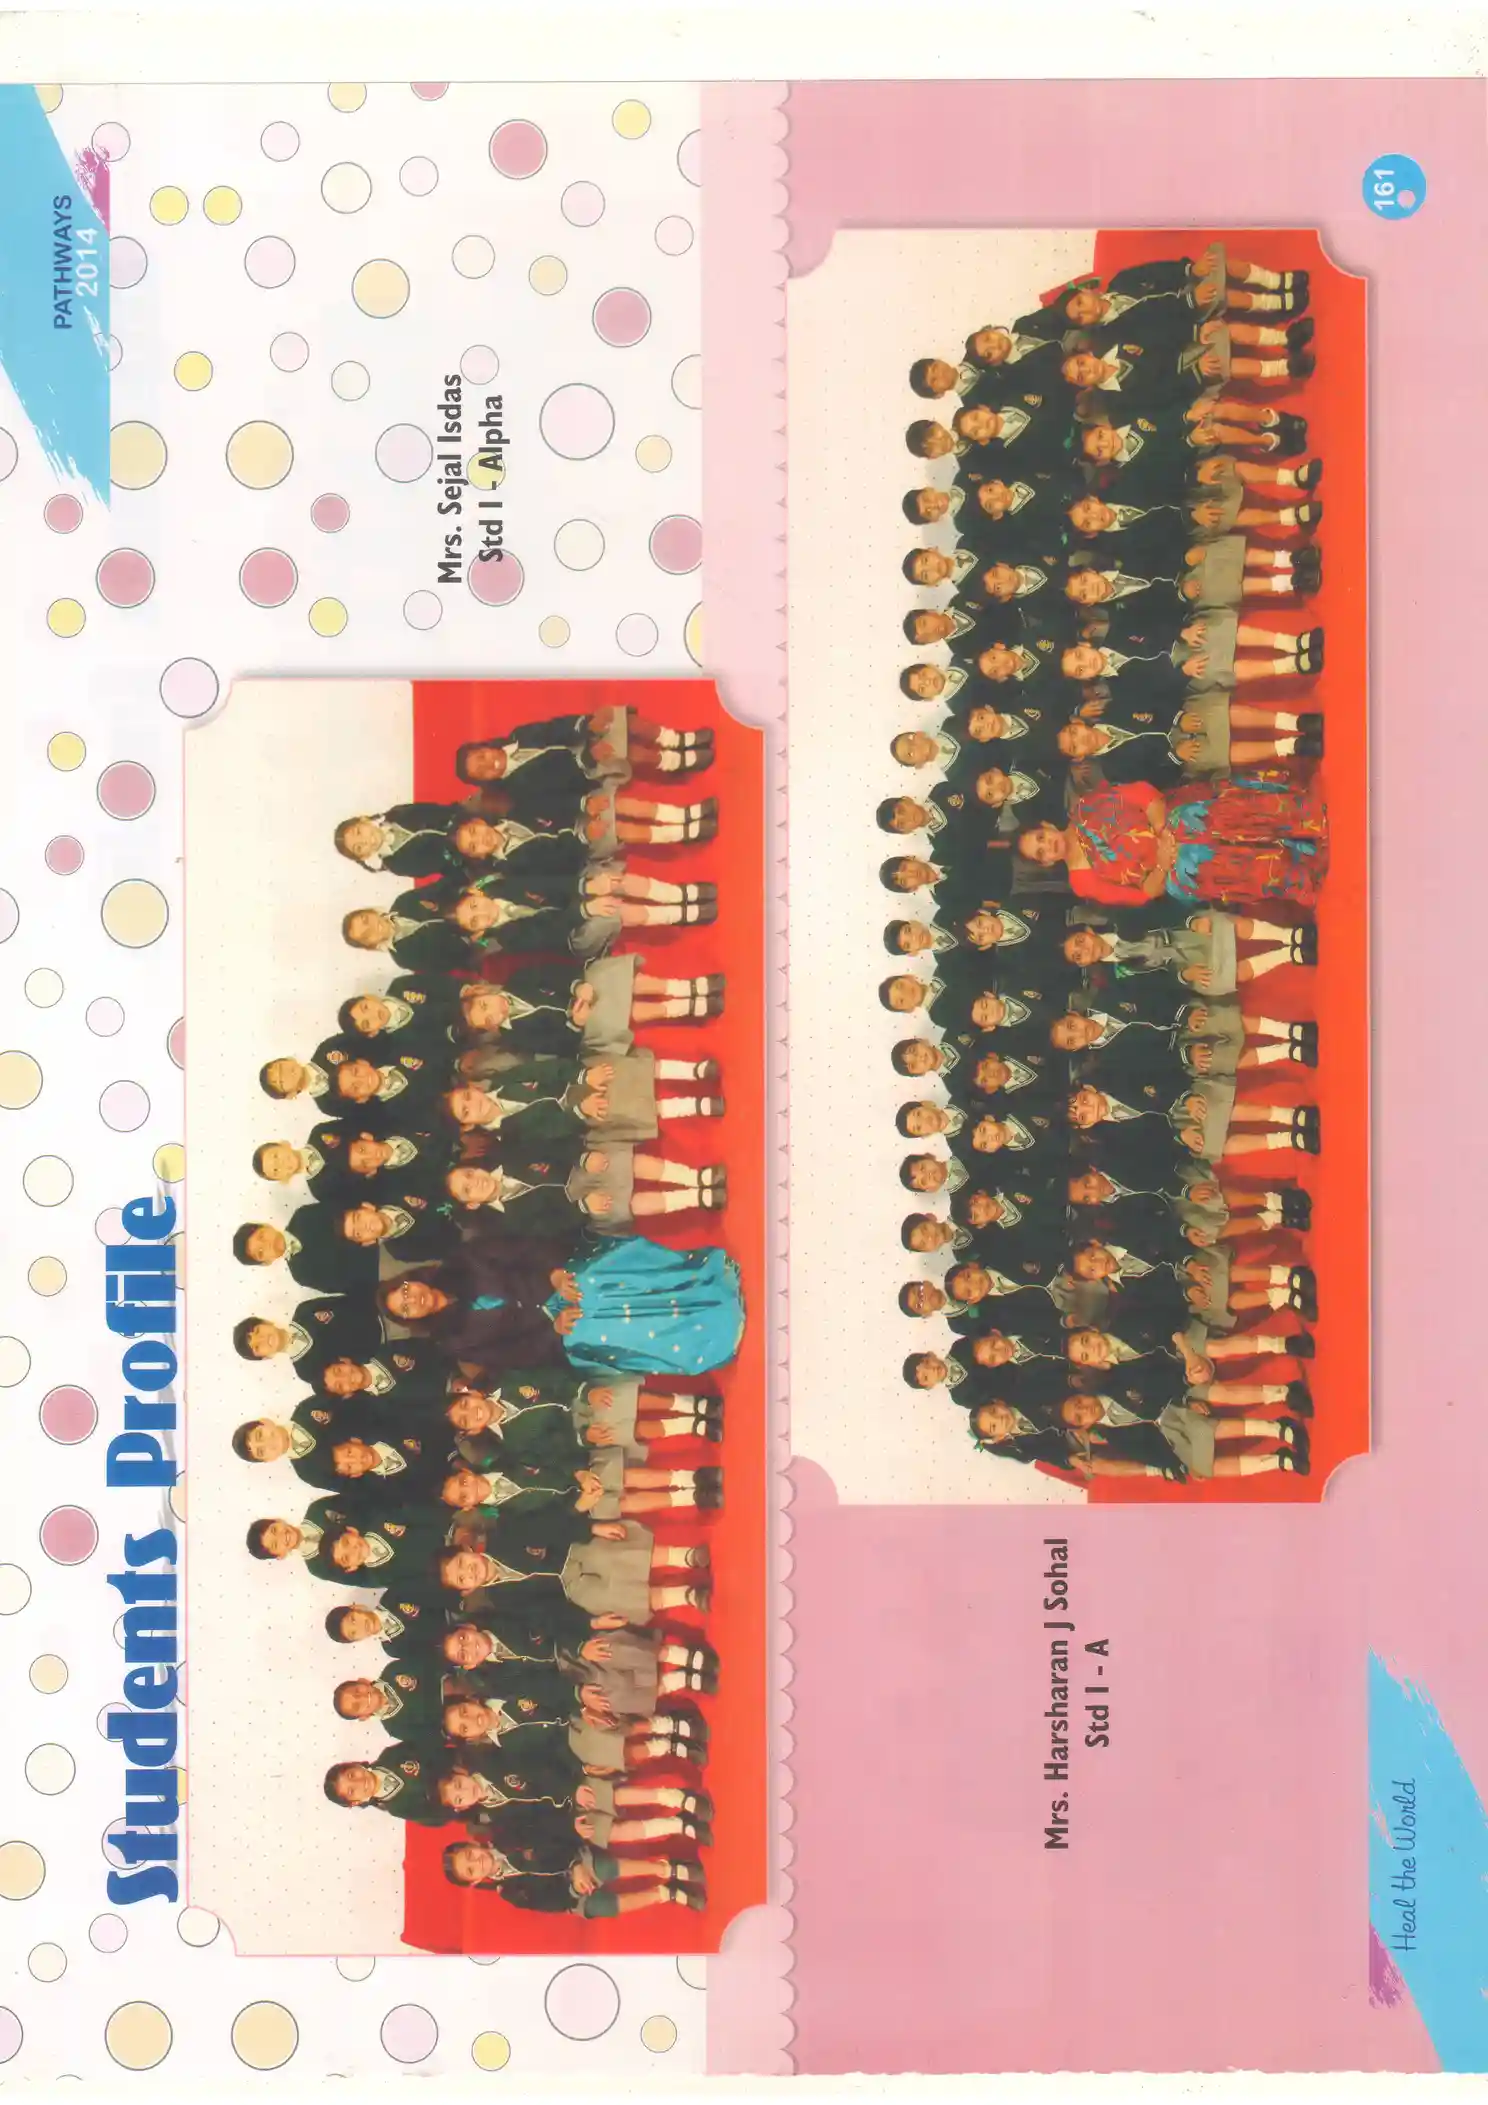 PATHWAYS
2014
Students Profile
Mrs. Sejal Isdas
Std I - Alpha
Mrs. Harsharan J Sohal
Std I - A
Heal the World
161